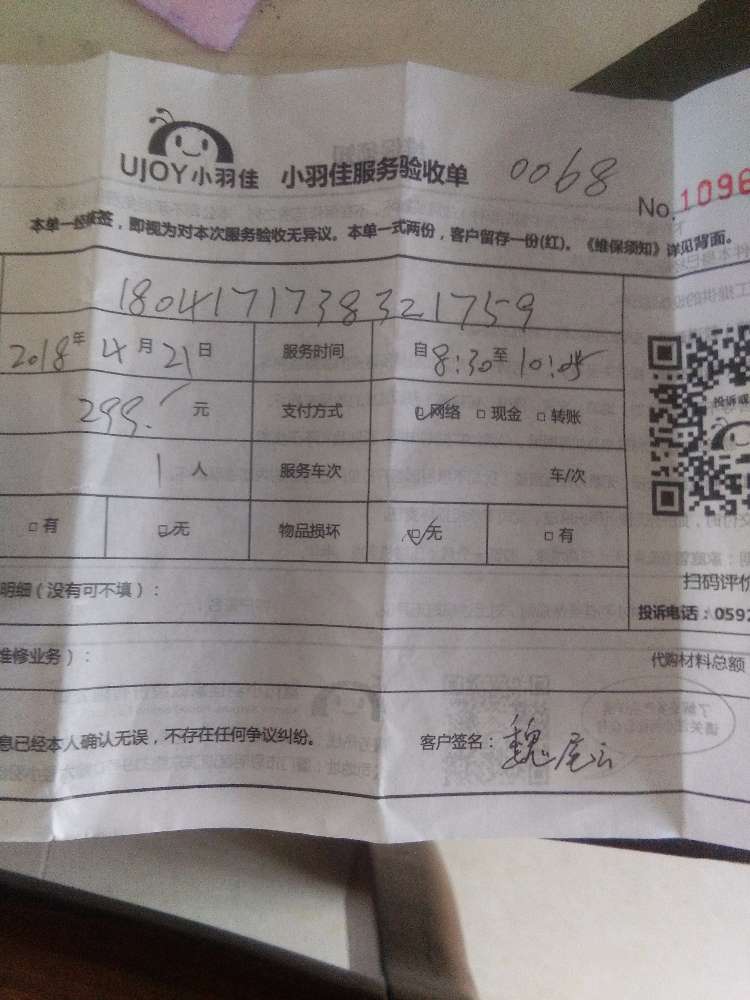 UJOY小羽佳 小羽佳服务验收单 0068
No.1096
本单一经签, 即视为对本次服务验收无异议。本单一式两份, 客户留存一份(红)。《维保须知》详见背面。
1804171738321759
2018年4月21日 服务时间 自8:30至10:05
299.元 支付方式 网络 现金 转账
1人 服务车次 车/次
有 无 物品损坏 无 有
扫码评价
明细(没有可不填):
投诉电话:0592
维修业务): 代购材料总额
息已经本人确认无误, 不存在任何争议纠纷。 客户签名: 魏